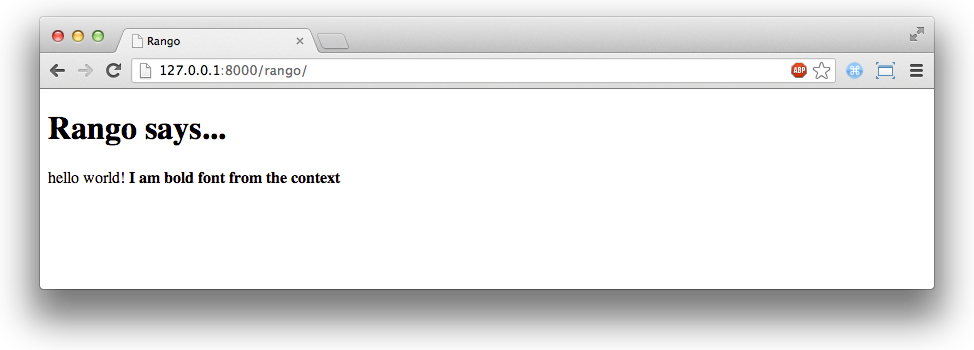 Rango
127.0.0.1:8000/rango/
ABP
Rango says...
hello world! I am bold font from the context